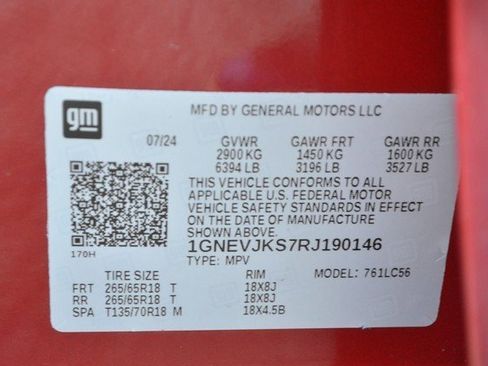 gm
MFD BY GENERAL MOTORS LLC
07/24 GVWR GAWR FRT GAWR RR
2900 KG 1450 KG 1600 KG
6394 LB 3196 LB 3527 LB
THIS VEHICLE CONFORMS TO ALL
APPLICABLE U.S. FEDERAL MOTOR
VEHICLE SAFETY STANDARDS IN EFFECT
ON THE DATE OF MANUFACTURE
SHOWN ABOVE.
170H
1GNEVJKS7RJ190146
TYPE: MPV MODEL: 761LC56
TIRE SIZE RIM
FRT 265/65R18 T 18X8J
RR 265/65R18 T 18X8J
SPA T135/70R18 M 18X4.5B